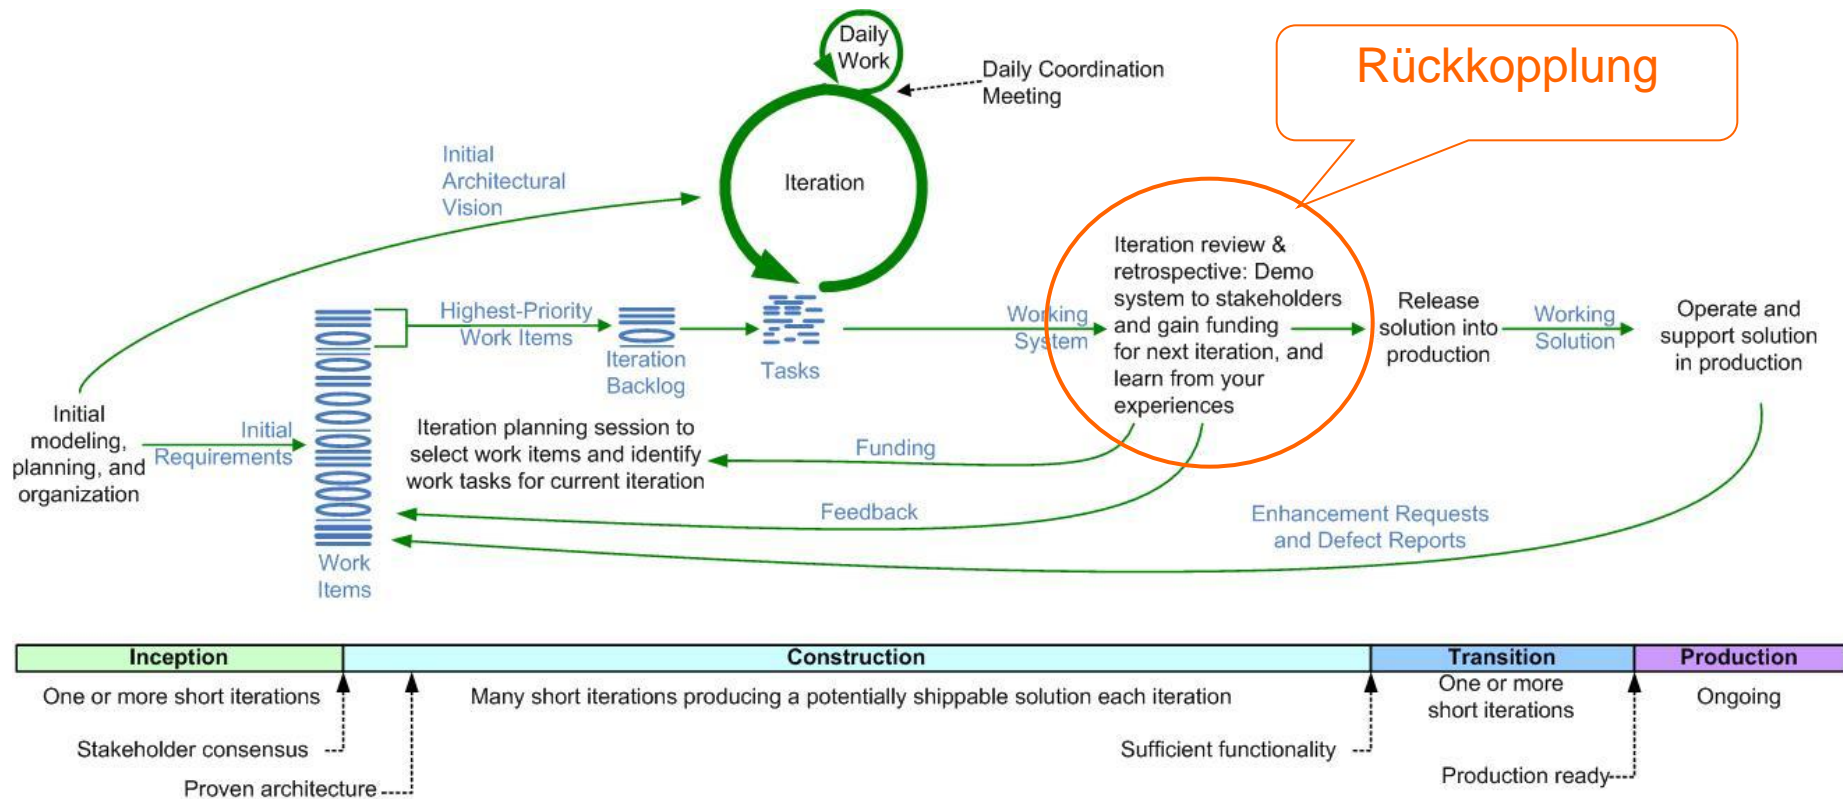 Daily
Work
Daily Coordination
Meeting
Rückkopplung
Initial
Architectural
Vision
Iteration
Iteration review &
retrospective: Demo
system to stakeholders
and gain funding
for next iteration, and
learn from your
experiences
Highest-Priority
Work Items
Iteration
Backlog
Tasks
Working
System
Release
solution into
production
Working
Solution
Operate and
support solution
in production
Initial
modeling,
planning, and
organization
Initial
Requirements
Iteration planning session to
select work items and identify
work tasks for current iteration
Funding
Feedback
Enhancement Requests
and Defect Reports
Work
Items
Inception
Construction
Transition
Production
One or more short iterations
Many short iterations producing a potentially shippable solution each iteration
One or more
short iterations
Ongoing
Stakeholder consensus
Sufficient functionality
Proven architecture
Production ready